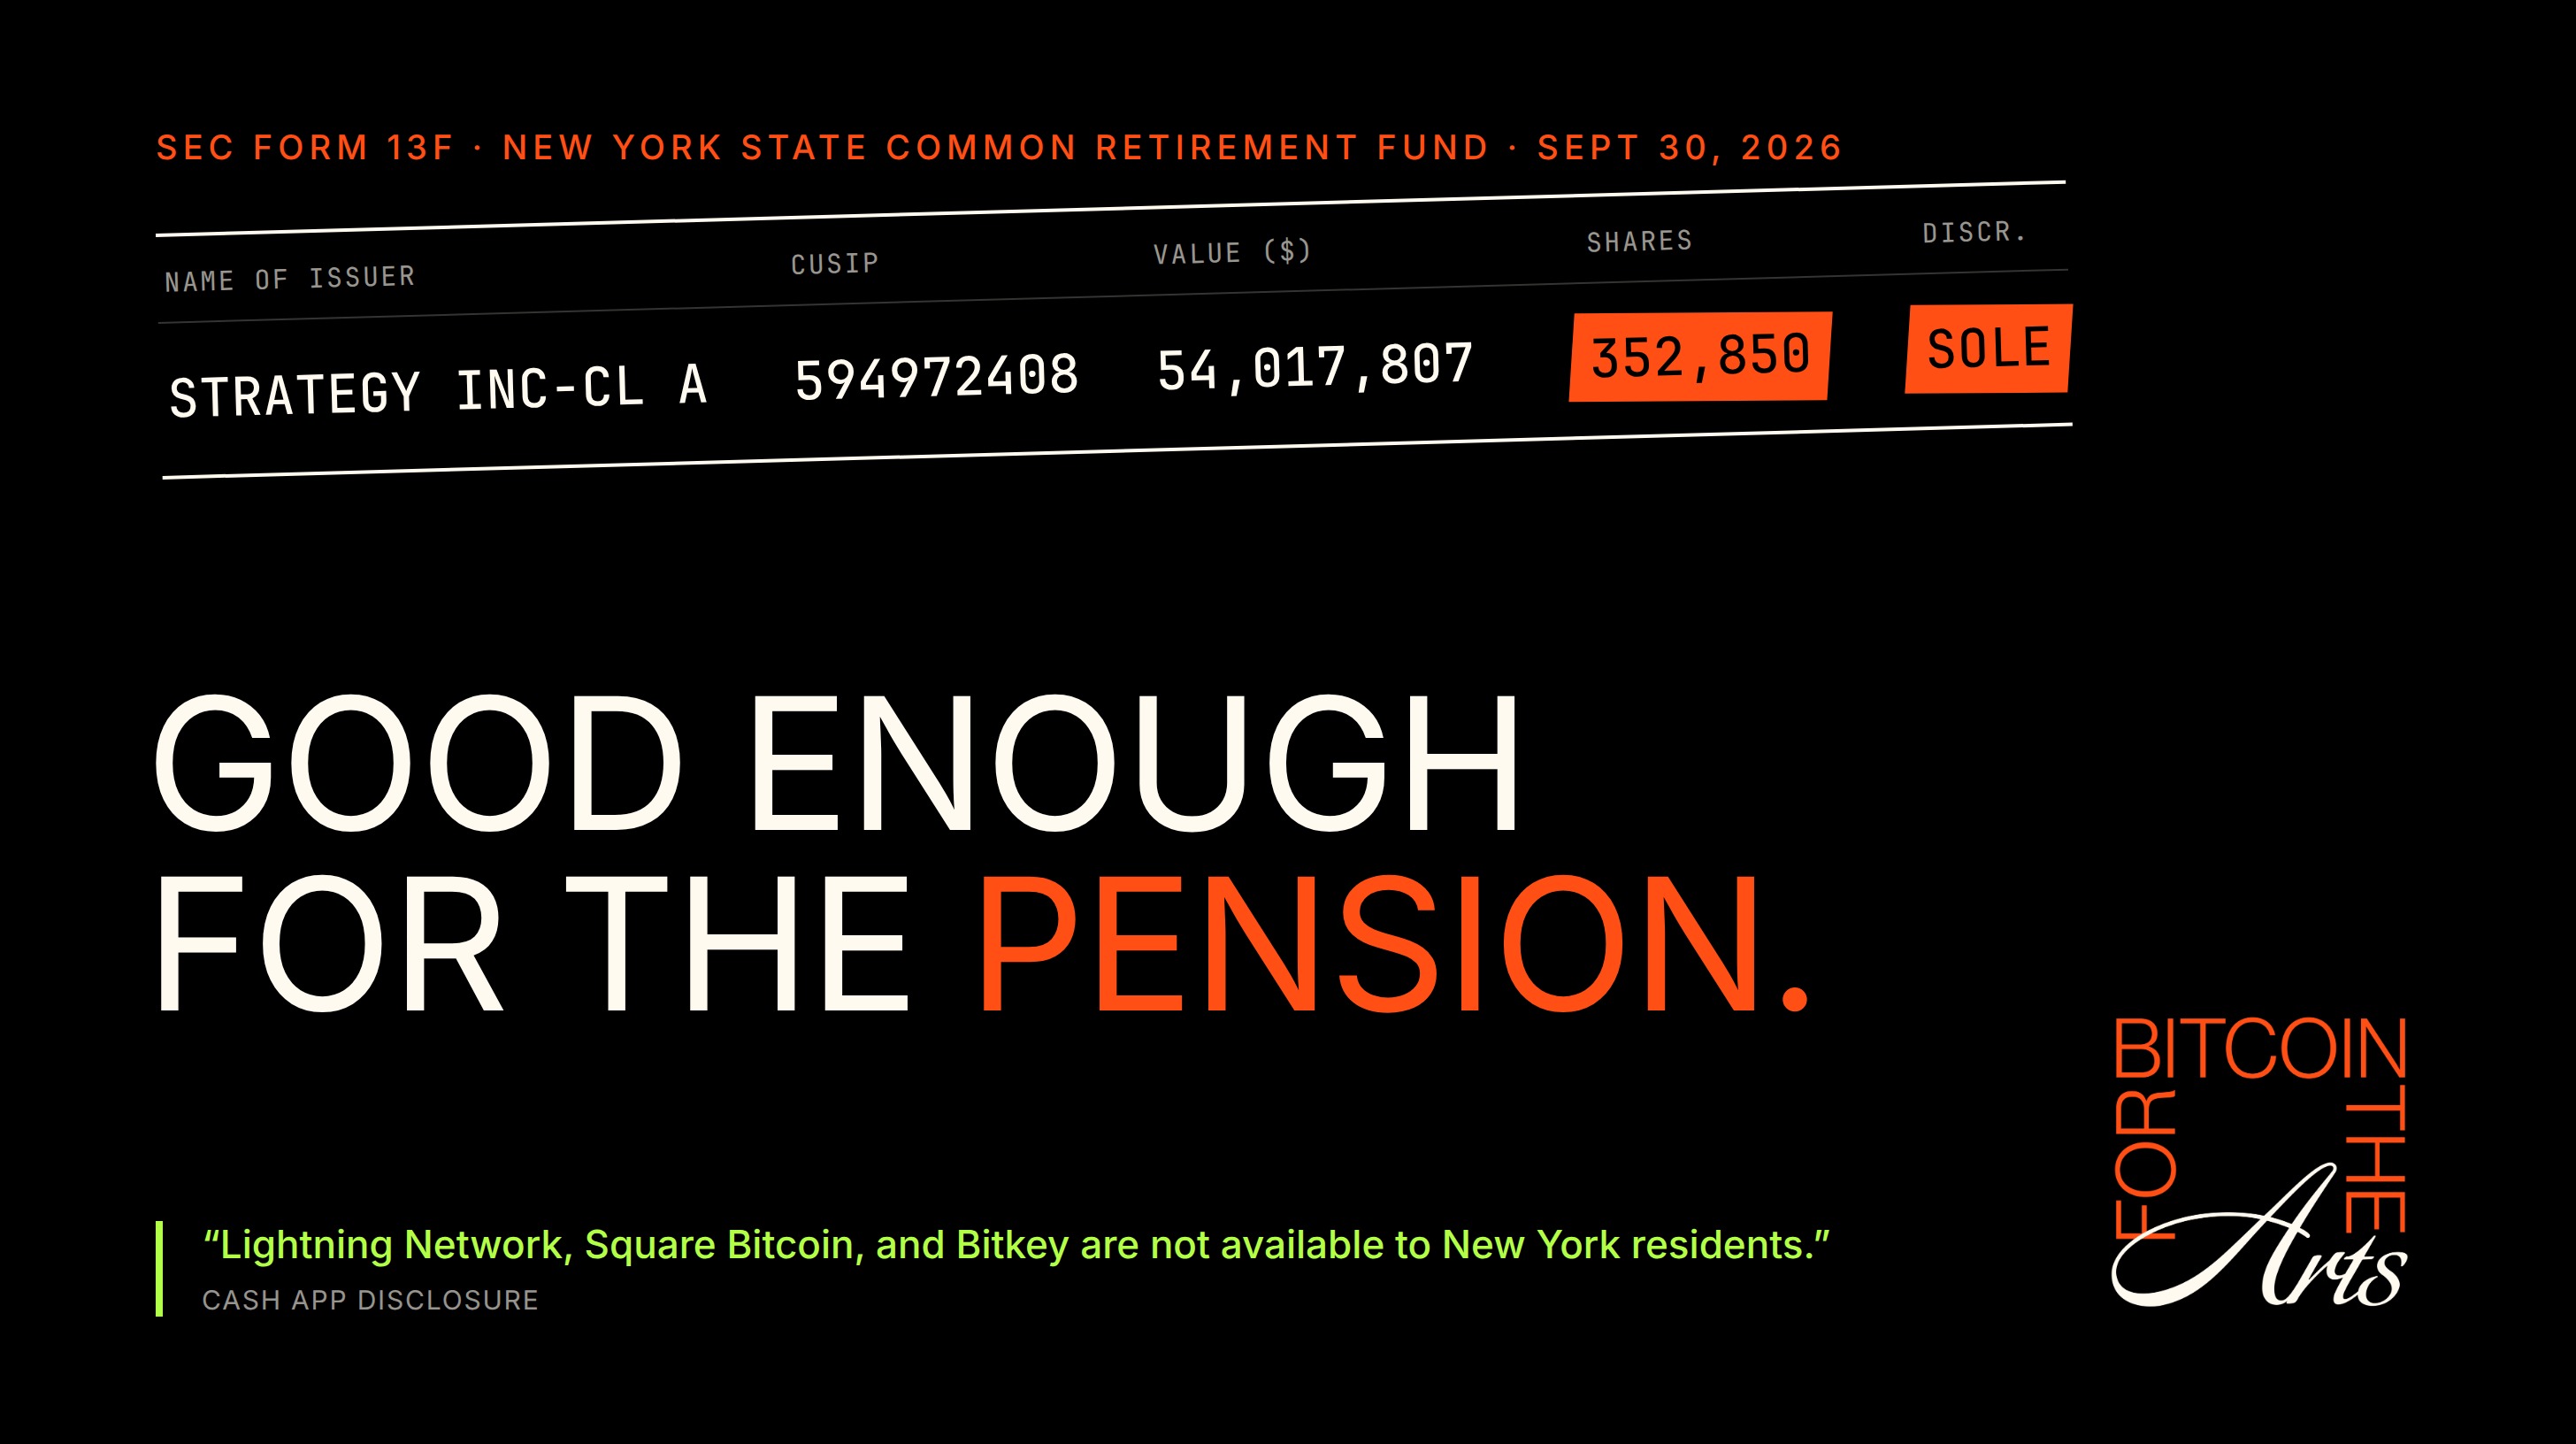 SEC FORM 13F · NEW YORK STATE COMMON RETIREMENT FUND · SEPT 30, 2026
NAME OF ISSUER CUSIP VALUE ($) SHARES DISCR.
STRATEGY INC-CL A 594972408 54,017,807 352,850 SOLE
GOOD ENOUGH
FOR THE PENSION.
“Lightning Network, Square Bitcoin, and Bitkey are not available to New York residents.”
CASH APP DISCLOSURE
BITCOIN
FOR
THE
Arts